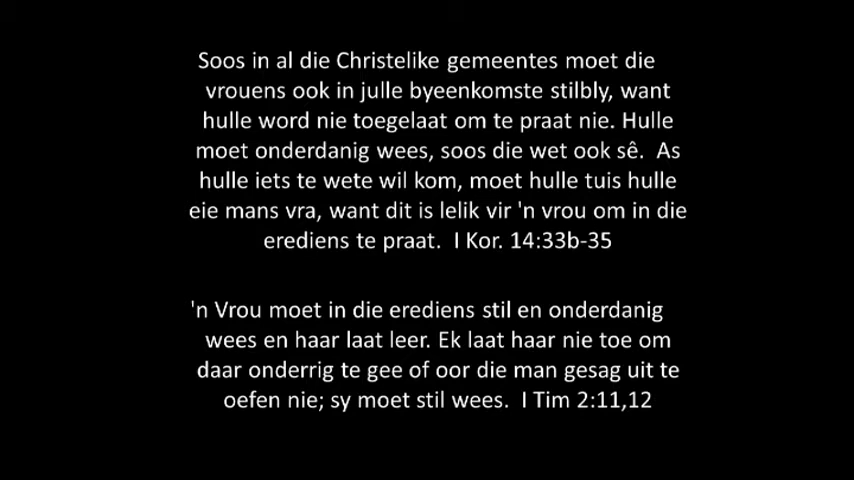 Soos in al die Christelike gemeentes moet die
vrouens ook in julle byeenkomste stilbly, want
hulle word nie toegelaat om te praat nie. Hulle
moet onderdanig wees, soos die wet ook sê.  As
hulle iets te wete wil kom, moet hulle tuis hulle
eie mans vra, want dit is lelik vir 'n vrou om in die
erediens te praat.  I Kor. 14:33b-35
'n Vrou moet in die erediens stil en onderdanig
wees en haar laat leer. Ek laat haar nie toe om
daar onderrig te gee of oor die man gesag uit te
oefen nie; sy moet stil wees.  I Tim 2:11,12